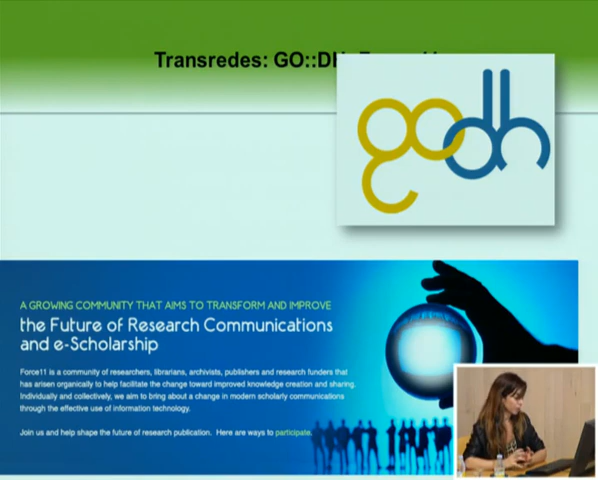 Transredes: GO::DH
godh
A GROWING COMMUNITY THAT AIMS TO TRANSFORM AND IMPROVE
the Future of Research Communications
and e-Scholarship
Force11 is a community of researchers, librarians, archivists, publishers and research funders that
has arisen organically to help facilitate the change toward improved knowledge creation and sharing.
Individually and collectively, we aim to bring about a change in modern scholarly communications
through the effective use of information technology.
Join us and help shape the future of research publication. Here are ways to participate.